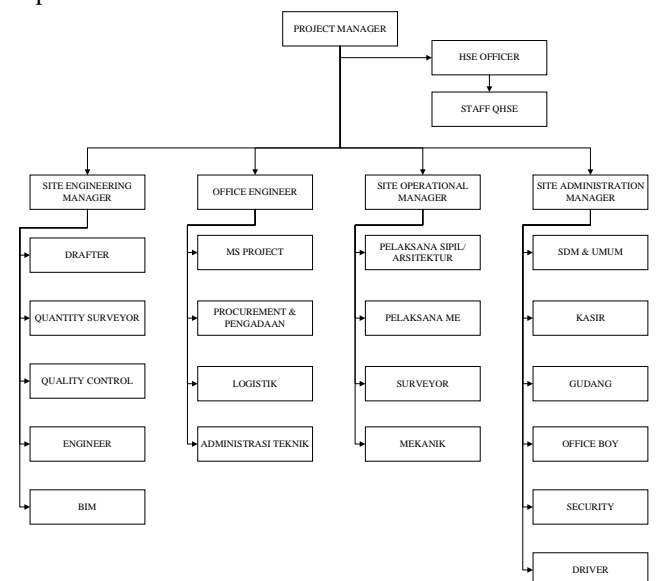 PROJECT MANAGER
HSE OFFICER
STAFF QHSE
SITE ENGINEERING
MANAGER
OFFICE ENGINEER
SITE OPERATIONAL
MANAGER
SITE ADMINISTRATION
MANAGER
DRAFTER
MS PROJECT
PELAKSANA SIPIL/
ARSITEKTUR
SDM & UMUM
QUANTITY SURVEYOR
PROCUREMENT &
PENGADAAN
PELAKSANA ME
KASIR
QUALITY CONTROL
LOGISTIK
SURVEYOR
GUDANG
ENGINEER
ADMINISTRASI TEKNIK
MEKANIK
OFFICE BOY
BIM
SECURITY
DRIVER